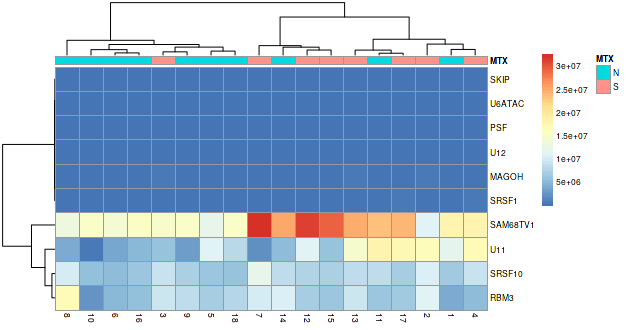 MTX
SKIP
U6ATAC
PSF
U12
MAGOH
SRSF1
SAM68TV1
U11
SRSF10
RBM3
8 10 6 16 3 9 5 18 7 14 12 15 13 11 17 2 1 4
3e+07
2.5e+07
2e+07
1.5e+07
1e+07
5e+06
MTX
N
S